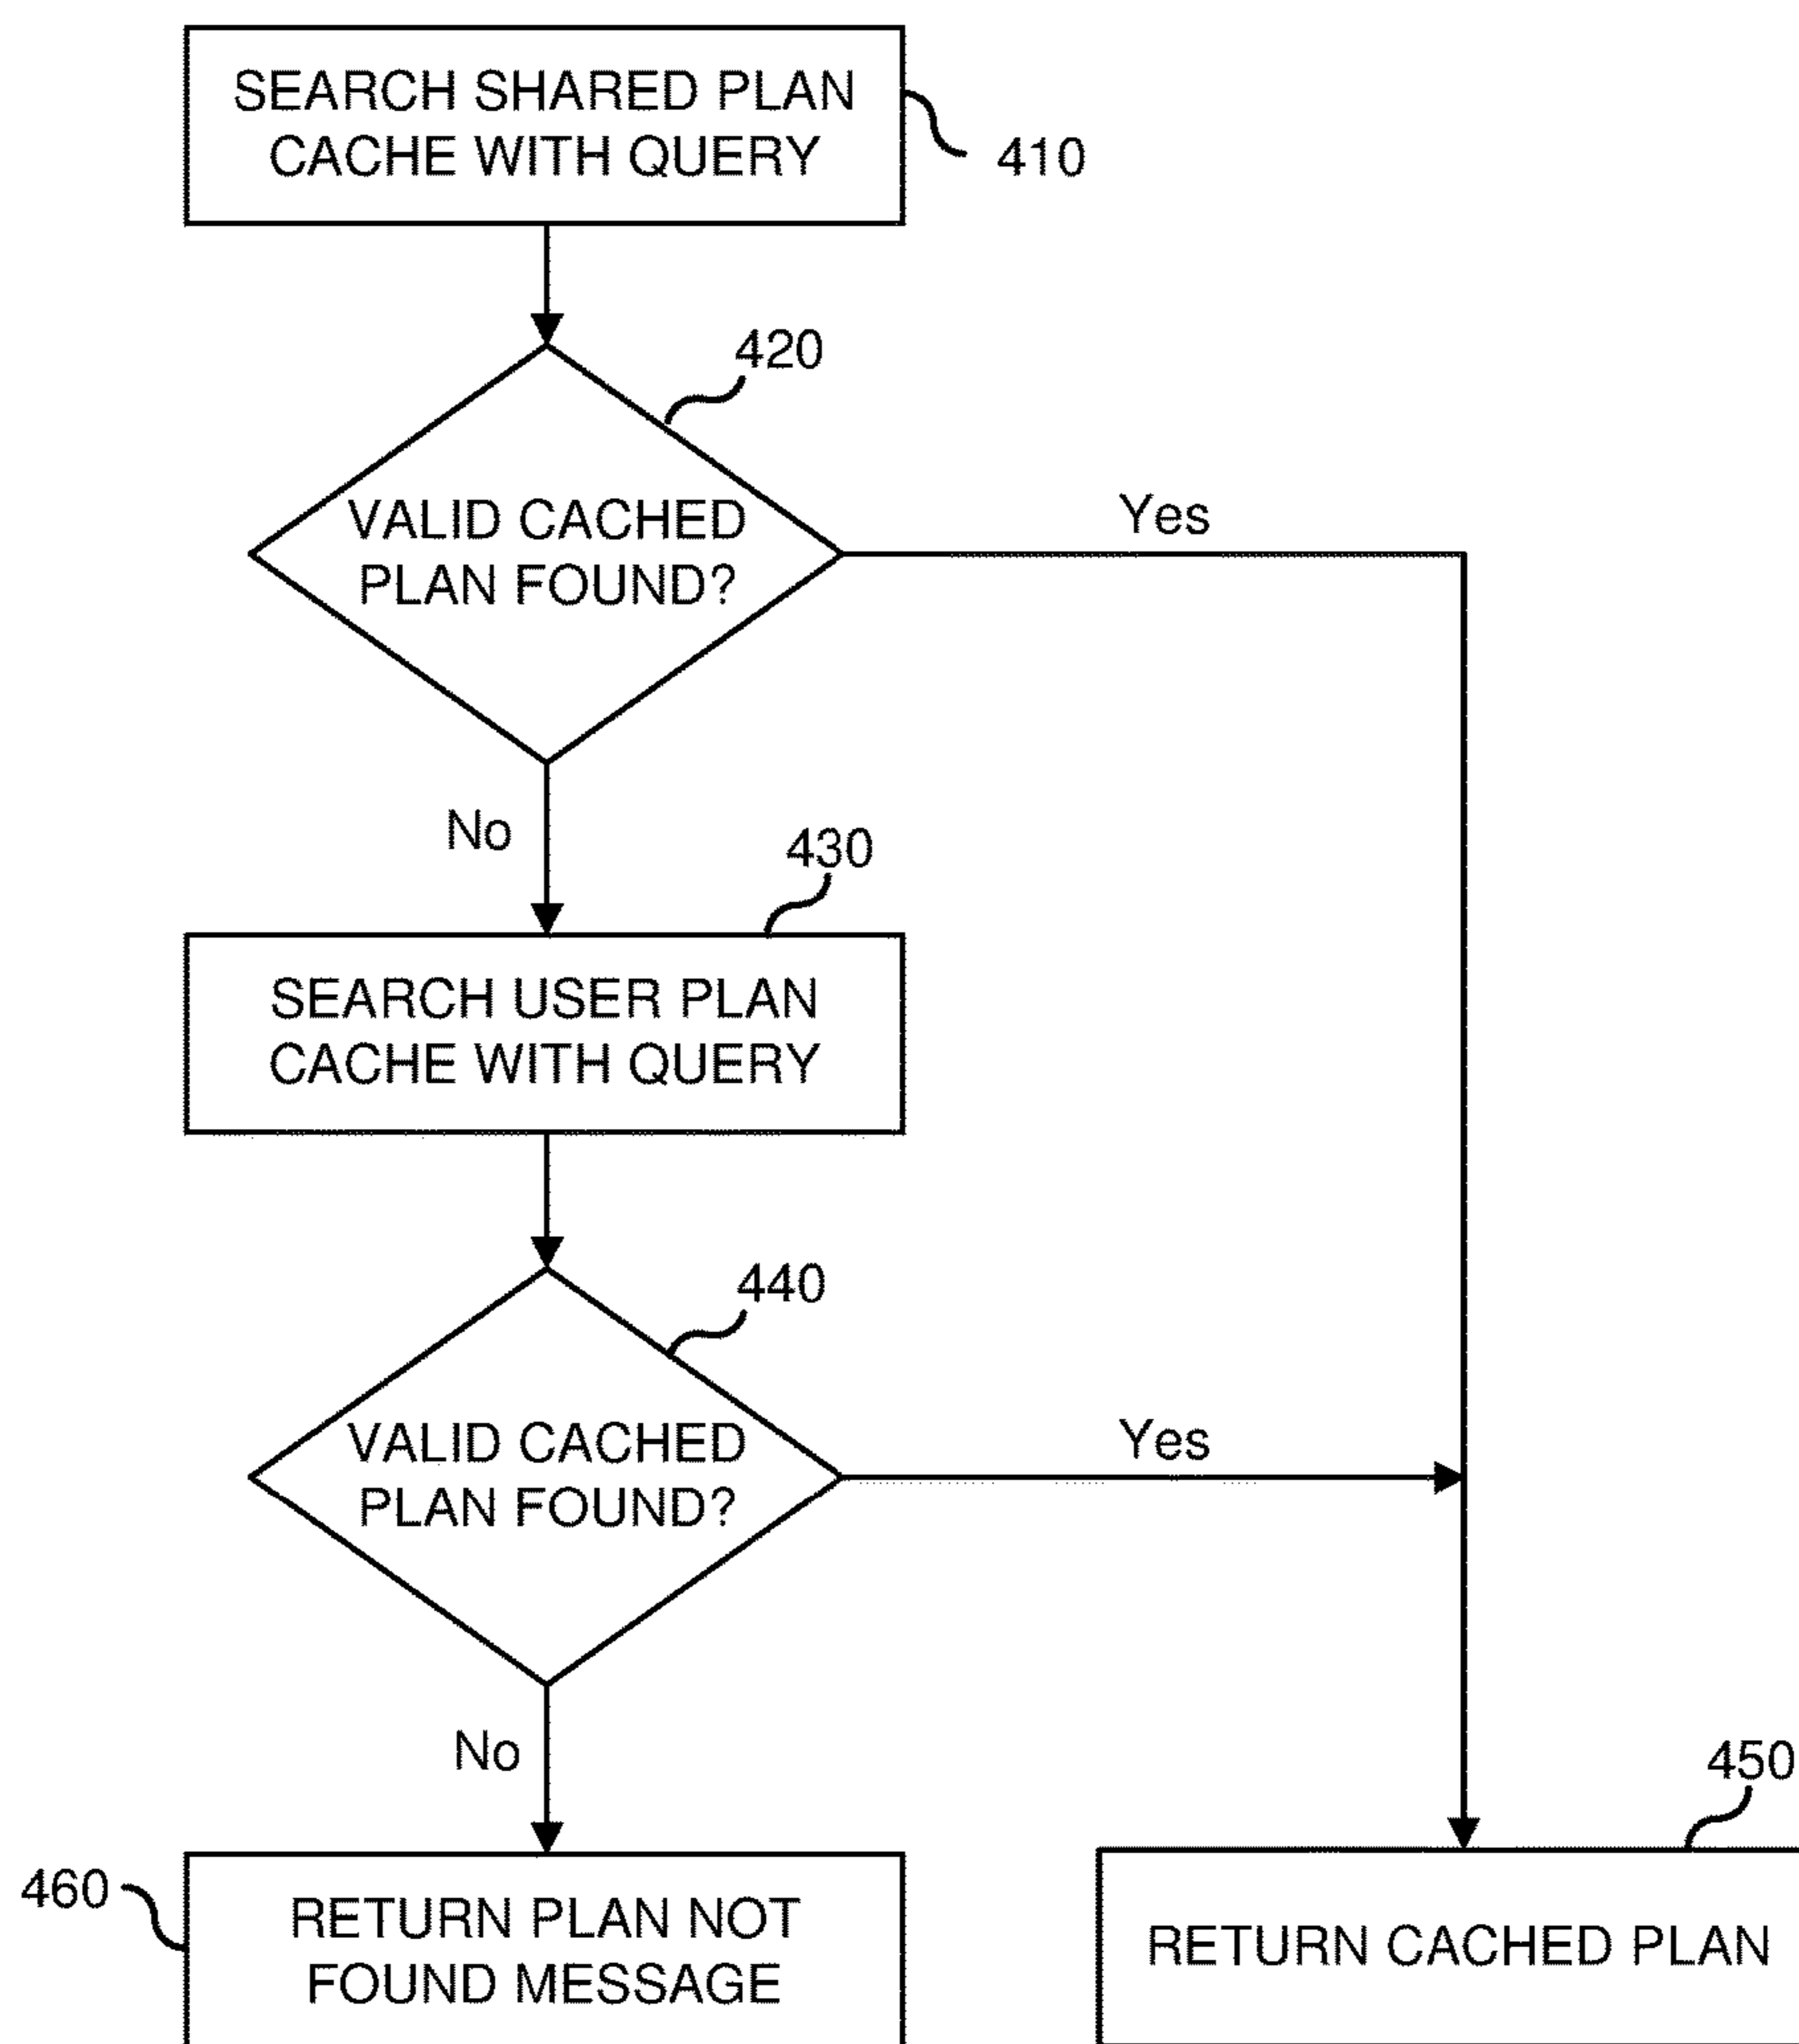 SEARCH SHARED PLAN
CACHE WITH QUERY
410
420
VALID CACHED
PLAN FOUND?
Yes
No
430
SEARCH USER PLAN
CACHE WITH QUERY
440
VALID CACHED
PLAN FOUND?
Yes
No
450
460
RETURN PLAN NOT
FOUND MESSAGE
RETURN CACHED PLAN